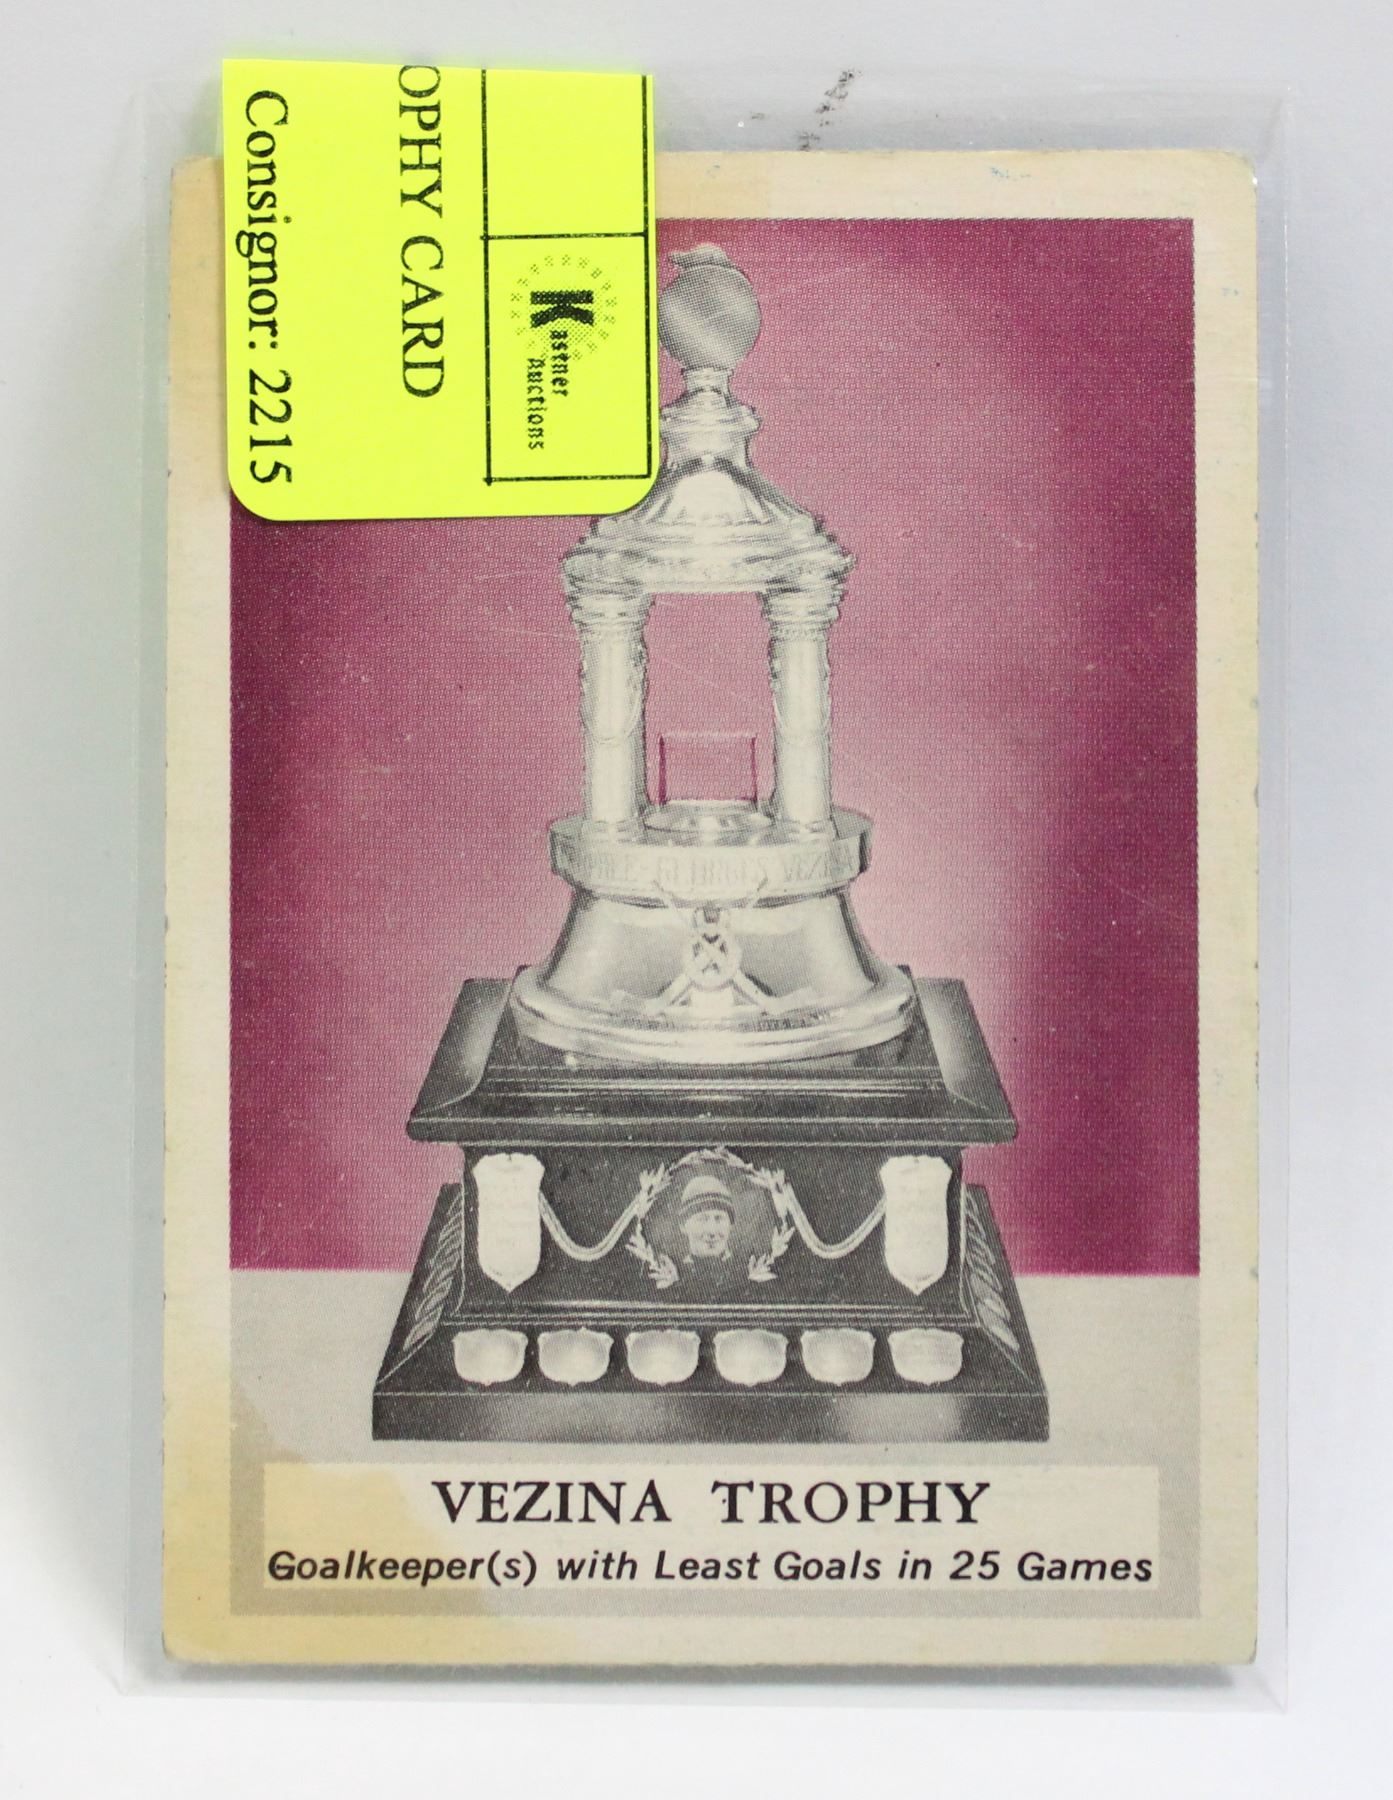 OPHY CARD
Consignor: 2215
Kastner
Auctions
VEZINA TROPHY
Goalkeeper(s) with Least Goals in 25 Games